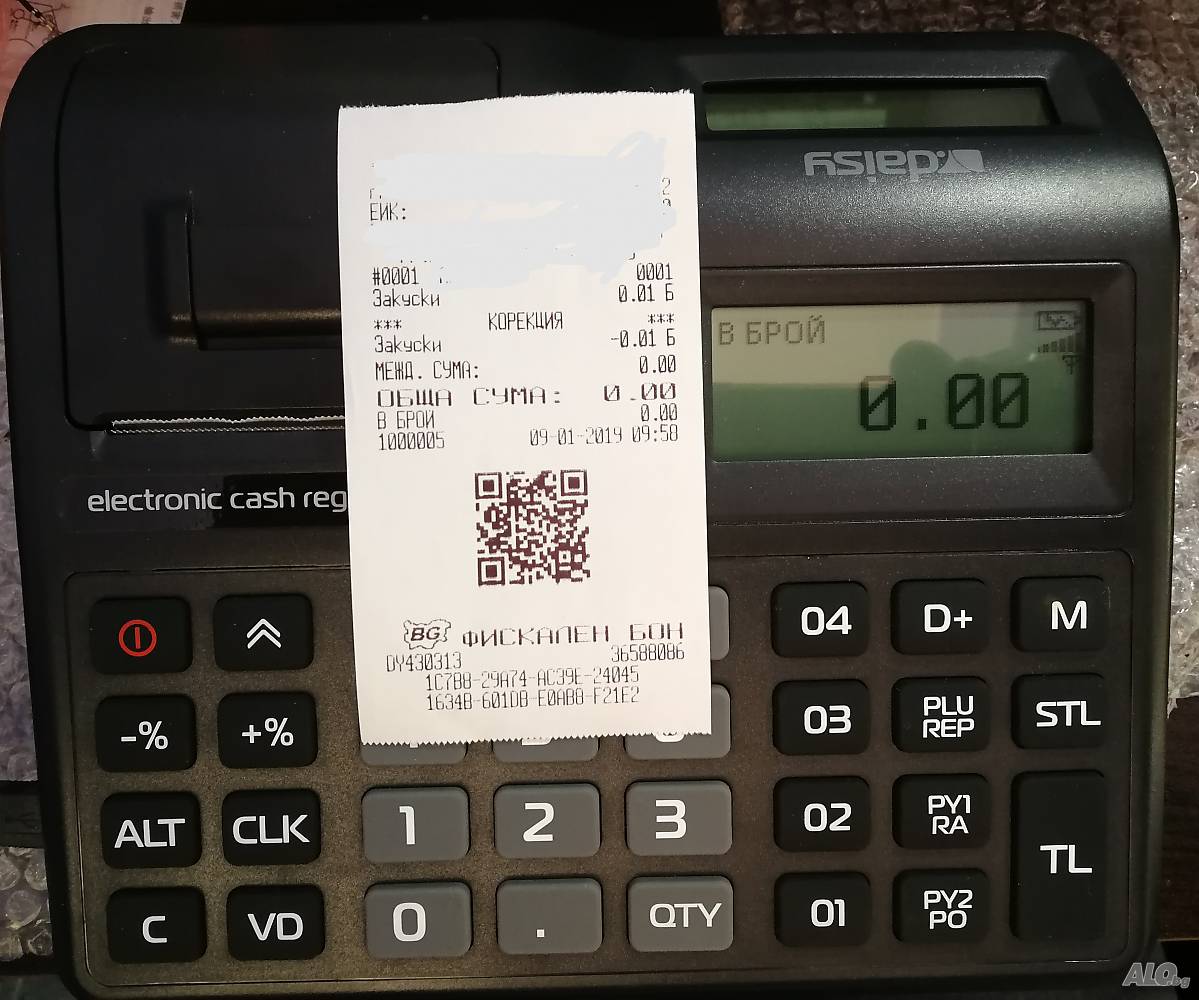 daisy
ЕИК:
#0001 0001
Закуски 0.01 Б
*** КОРЕКЦИЯ ***
Закуски -0.01 Б
МЕЖД. СУМА: 0.00
ОБЩА СУМА: 0.00
В БРОЙ 0.00
1000005 09-01-2019 09:58
BG ФИСКАЛЕН БОН
DY430313 36588086
1C7B8-29A74-AC39E-24045
1634B-601DB-E0AB8-F21E2
В БРОЙ
0.00
electronic cash reg
04 D+ M
-% +% 03 PLU REP STL
ALT CLK 1 2 3 02 PY1 RA TL
C VD 0 . QTY 01 PY2 PO
ALO.bg